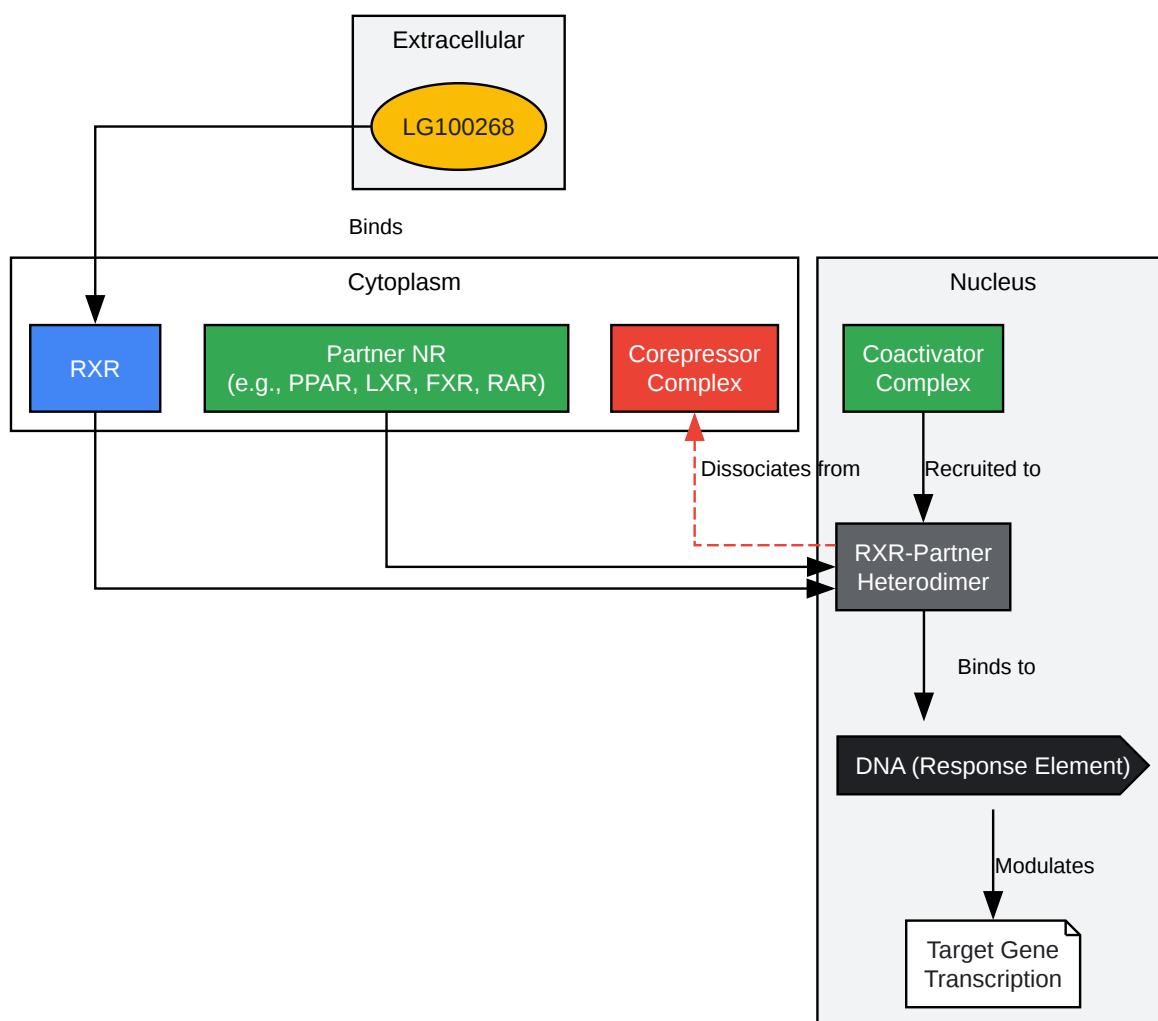 Extracellular
LG100268
Binds
Cytoplasm
Nucleus
RXR
Partner NR
(e.g., PPAR, LXR, FXR, RAR)
Corepressor
Complex
Coactivator
Complex
Dissociates from
Recruited to
RXR-Partner
Heterodimer
Binds to
DNA (Response Element)
Modulates
Target Gene
Transcription